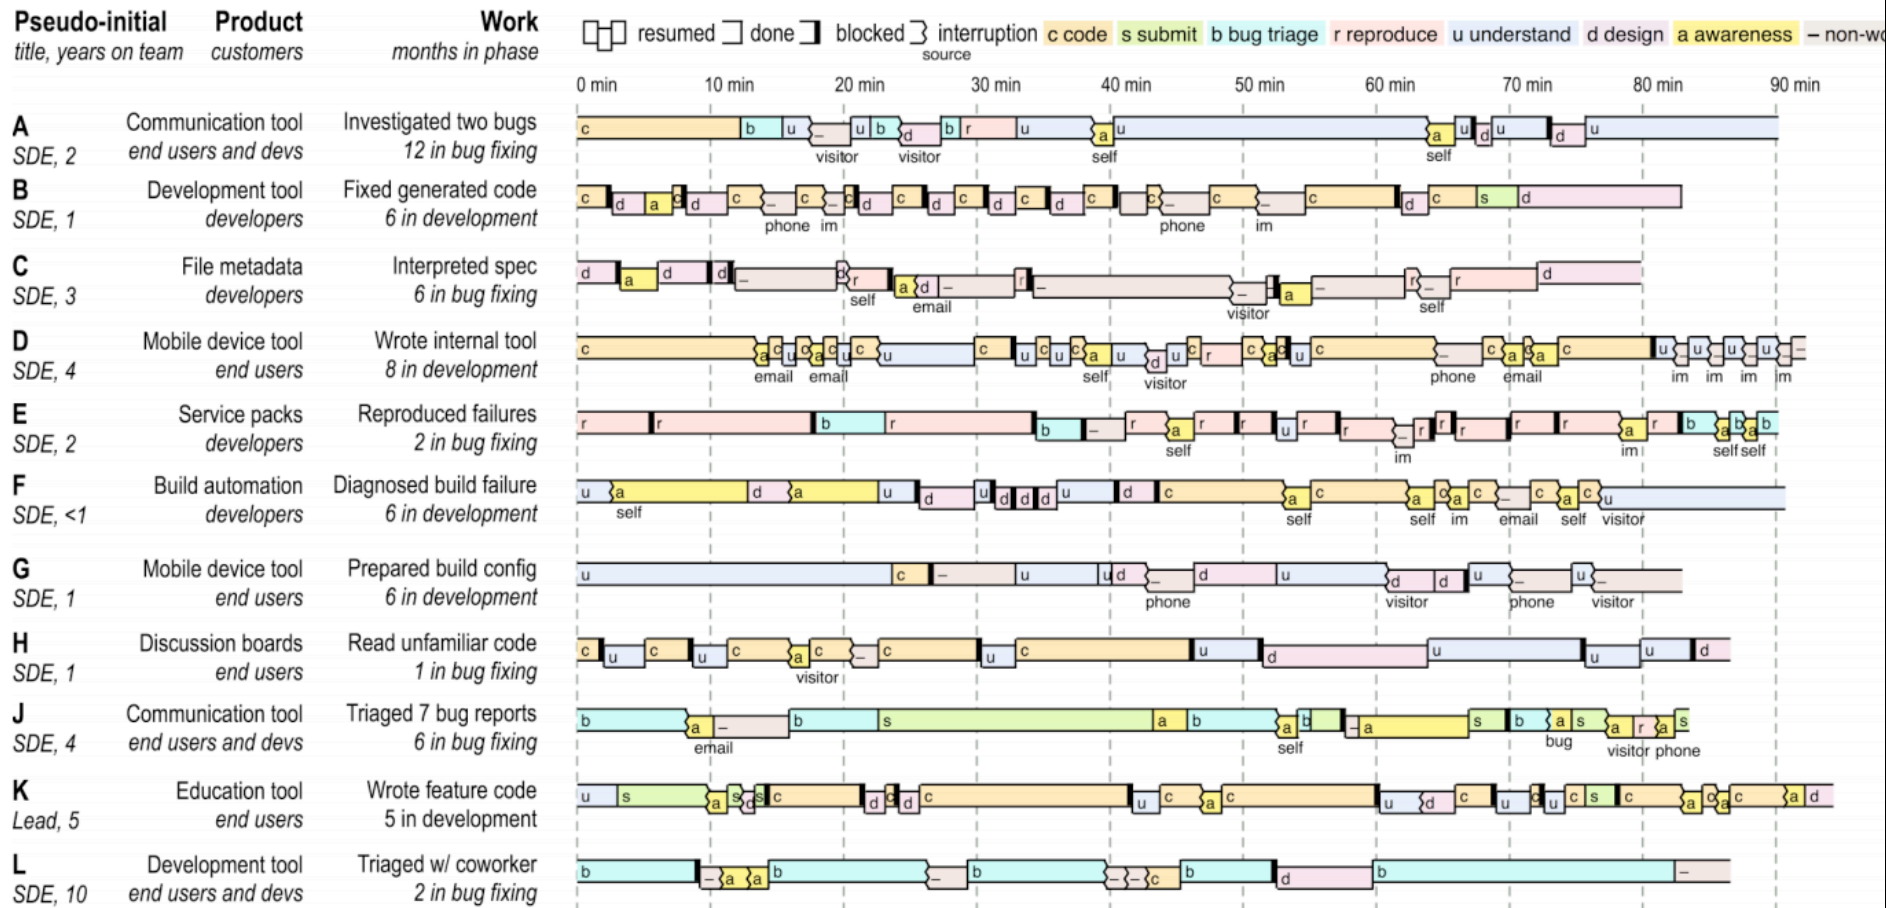 Pseudo-initial Product Work
title, years on team customers months in phase
resumed done blocked interruption c code s submit b bug triage r reproduce u understand d design a awareness – non-wo
source
0 min 10 min 20 min 30 min 40 min 50 min 60 min 70 min 80 min 90 min
A Communication tool Investigated two bugs
c b u – u b d b r u a u a u d u d u
SDE, 2 end users and devs 12 in bug fixing
visitor visitor self self
B Development tool Fixed generated code
c d a c d c – c – c d c d c d c d c c – c – c d c s d
SDE, 1 developers 6 in development
phone im phone im
C File metadata Interpreted spec
d a d d – d r a d – r – – a – r – r d
SDE, 3 developers 6 in bug fixing
self email visitor self
D Mobile device tool Wrote internal tool
c a c u c a c u c u c u c u c a u d u c r c a c u c – c a c a c u – u – u – u –
SDE, 4 end users 8 in development
email email self visitor phone email im im im im
E Service packs Reproduced failures
r r b r b – r a r r u r r – r r r r r a r b a b a b
SDE, 2 developers 2 in bug fixing
self im im self self
F Build automation Diagnosed build failure
u a d a u d u d d d u d c a c a c a c – c a c u
SDE, <1 developers 6 in development
self self self im email self visitor
G Mobile device tool Prepared build config
u c – u u d – d u d d u – u –
SDE, 1 end users 6 in development
phone visitor phone visitor
H Discussion boards Read unfamiliar code
c u c u c a c – c u c u d u u u d
SDE, 1 end users 1 in bug fixing
visitor
J Communication tool Triaged 7 bug reports
b a – b s a b a b – a s b a s a r a s
SDE, 4 end users and devs 6 in bug fixing
email self bug visitor phone
K Education tool Wrote feature code
u s a s d s c d c d c u c a c u d c u c u c s c a c a c a d
Lead, 5 end users 5 in development
L Development tool Triaged w/ coworker
b – a a b – b – – c b d b –
SDE, 10 end users and devs 2 in bug fixing